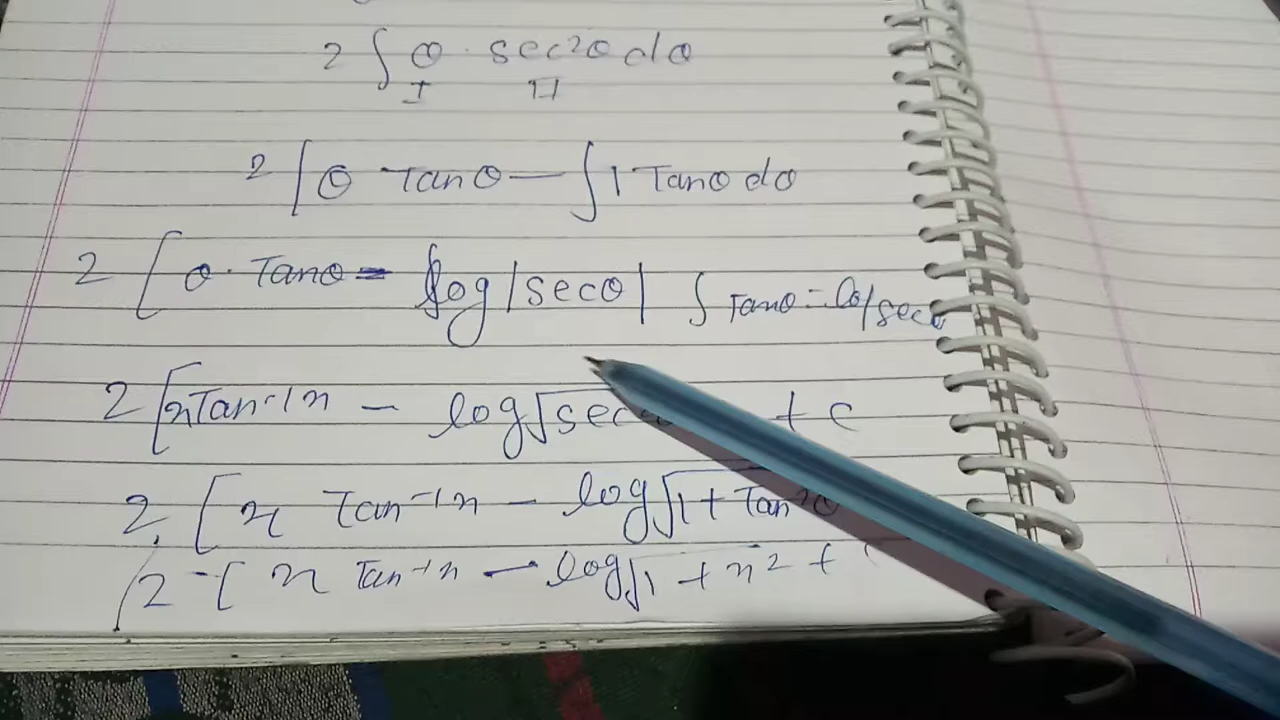 2 ∫ θ · sec2θ dθ
I II
2 ∫ θ Tanθ — ∫ 1 Tanθ dθ
2 [ θ · Tanθ - log |secθ| ∫ Tanθ = log secθ
2 [ x Tan-1x — log √sec + c
2. [ x Tan-1x — log √1 + Tan2θ
2 - [ x Tan-1x — log √1 + x2 +